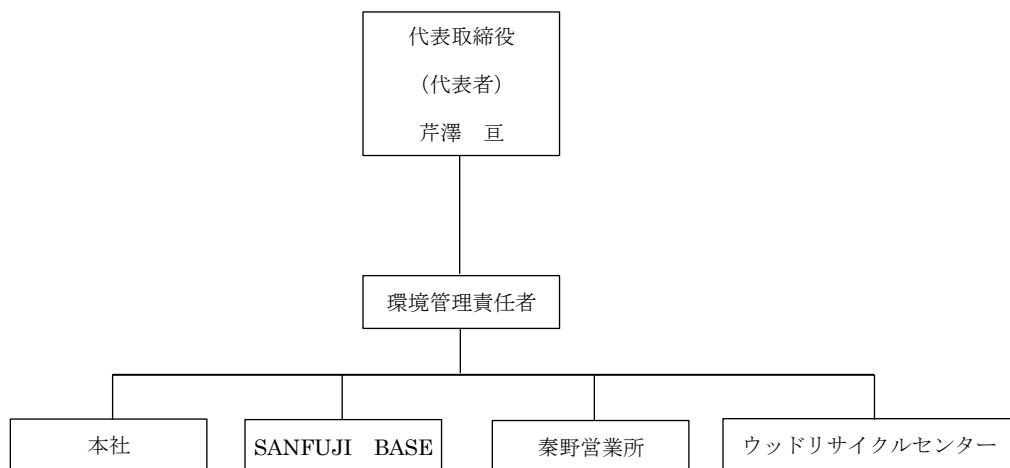 代表取締役
(代表者)
芹澤　亘
環境管理責任者
本社
SANFUJI　BASE
秦野営業所
ウッドリサイクルセンター